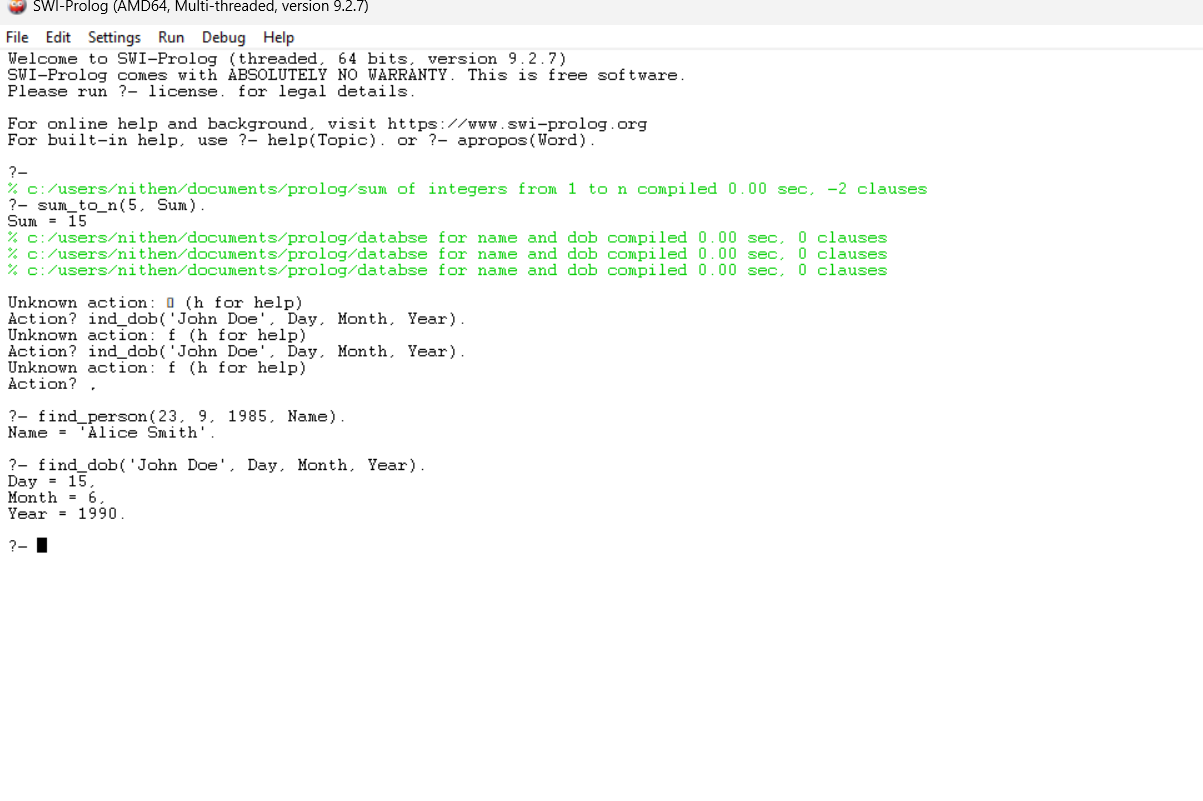 SWI-Prolog (AMD64, Multi-threaded, version 9.2.7)
File Edit Settings Run Debug Help
Welcome to SWI-Prolog (threaded, 64 bits, version 9.2.7)
SWI-Prolog comes with ABSOLUTELY NO WARRANTY. This is free software.
Please run ?- license. for legal details.
For online help and background, visit https://www.swi-prolog.org
For built-in help, use ?- help(Topic). or ?- apropos(Word).
?-
% c:/users/nithen/documents/prolog/sum of integers from 1 to n compiled 0.00 sec, -2 clauses
?- sum_to_n(5, Sum).
Sum = 15
% c:/users/nithen/documents/prolog/databse for name and dob compiled 0.00 sec, 0 clauses
% c:/users/nithen/documents/prolog/databse for name and dob compiled 0.00 sec, 0 clauses
% c:/users/nithen/documents/prolog/databse for name and dob compiled 0.00 sec, 0 clauses
Unknown action: ▯ (h for help)
Action? ind_dob('John Doe', Day, Month, Year).
Unknown action: f (h for help)
Action? ind_dob('John Doe', Day, Month, Year).
Unknown action: f (h for help)
Action? .
?- find_person(23, 9, 1985, Name).
Name = 'Alice Smith'.
?- find_dob('John Doe', Day, Month, Year).
Day = 15,
Month = 6,
Year = 1990.
?-